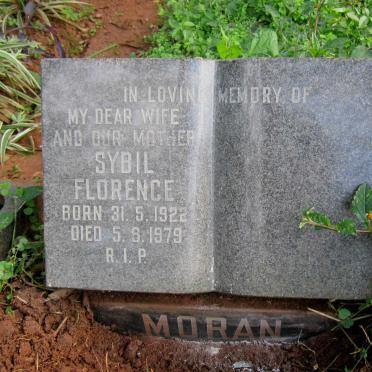 IN LOVING MEMORY OF
MY DEAR WIFE
AND OUR MOTHER
SYBIL
FLORENCE
BORN 31.5.1922
DIED 5.9.1979
R.I.P.
MORAN